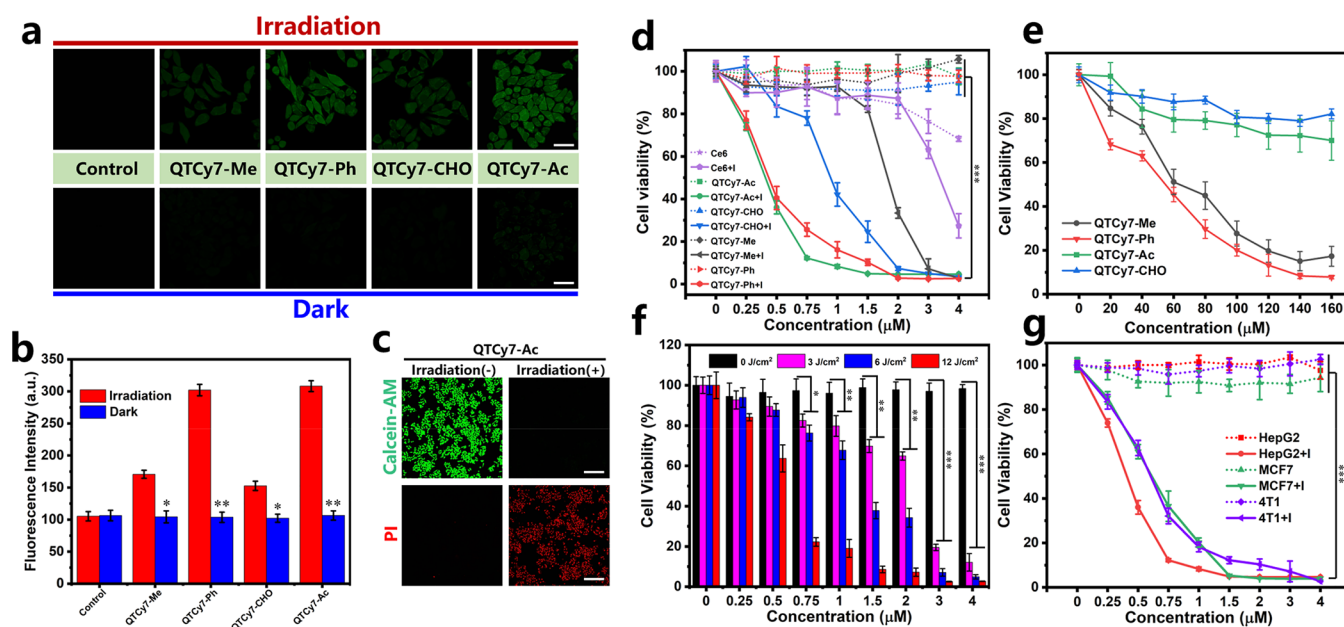 a
Irradiation
Control
QTCy7-Me
QTCy7-Ph
QTCy7-CHO
QTCy7-Ac
Dark
b
Fluorescence Intensity (a.u.)
350
300
250
200
150
100
50
0
Irradiation
Dark
*
**
*
**
Control
QTCy7-Me
QTCy7-Ph
QTCy7-CHO
QTCy7-Ac
c
QTCy7-Ac
Irradiation(-)
Irradiation(+)
Calcein-AM
PI
d
Cell viability (%)
100
80
60
40
20
0
Ce6
Ce6+I
QTCy7-Ac
QTCy7-Ac+I
QTCy7-CHO
QTCy7-CHO+I
QTCy7-Me
QTCy7-Me+I
QTCy7-Ph
QTCy7-Ph+I
***
0 0.25 0.5 0.75 1 1.5 2 3 4
Concentration (μM)
e
Cell Viability (%)
100
80
60
40
20
0
QTCy7-Me
QTCy7-Ph
QTCy7-Ac
QTCy7-CHO
0 20 40 60 80 100 120 140 160
Concentration (μM)
f
Cell Viability (%)
120
100
80
60
40
20
0
0 J/cm²
3 J/cm²
6 J/cm²
12 J/cm²
*
**
**
**
***
***
0 0.25 0.5 0.75 1 1.5 2 3 4
Concentration (μM)
g
Cell Viability (%)
100
80
60
40
20
0
HepG2
HepG2+I
MCF7
MCF7+I
4T1
4T1+I
***
0 0.25 0.5 0.75 1 1.5 2 3 4
Concentration (μM)